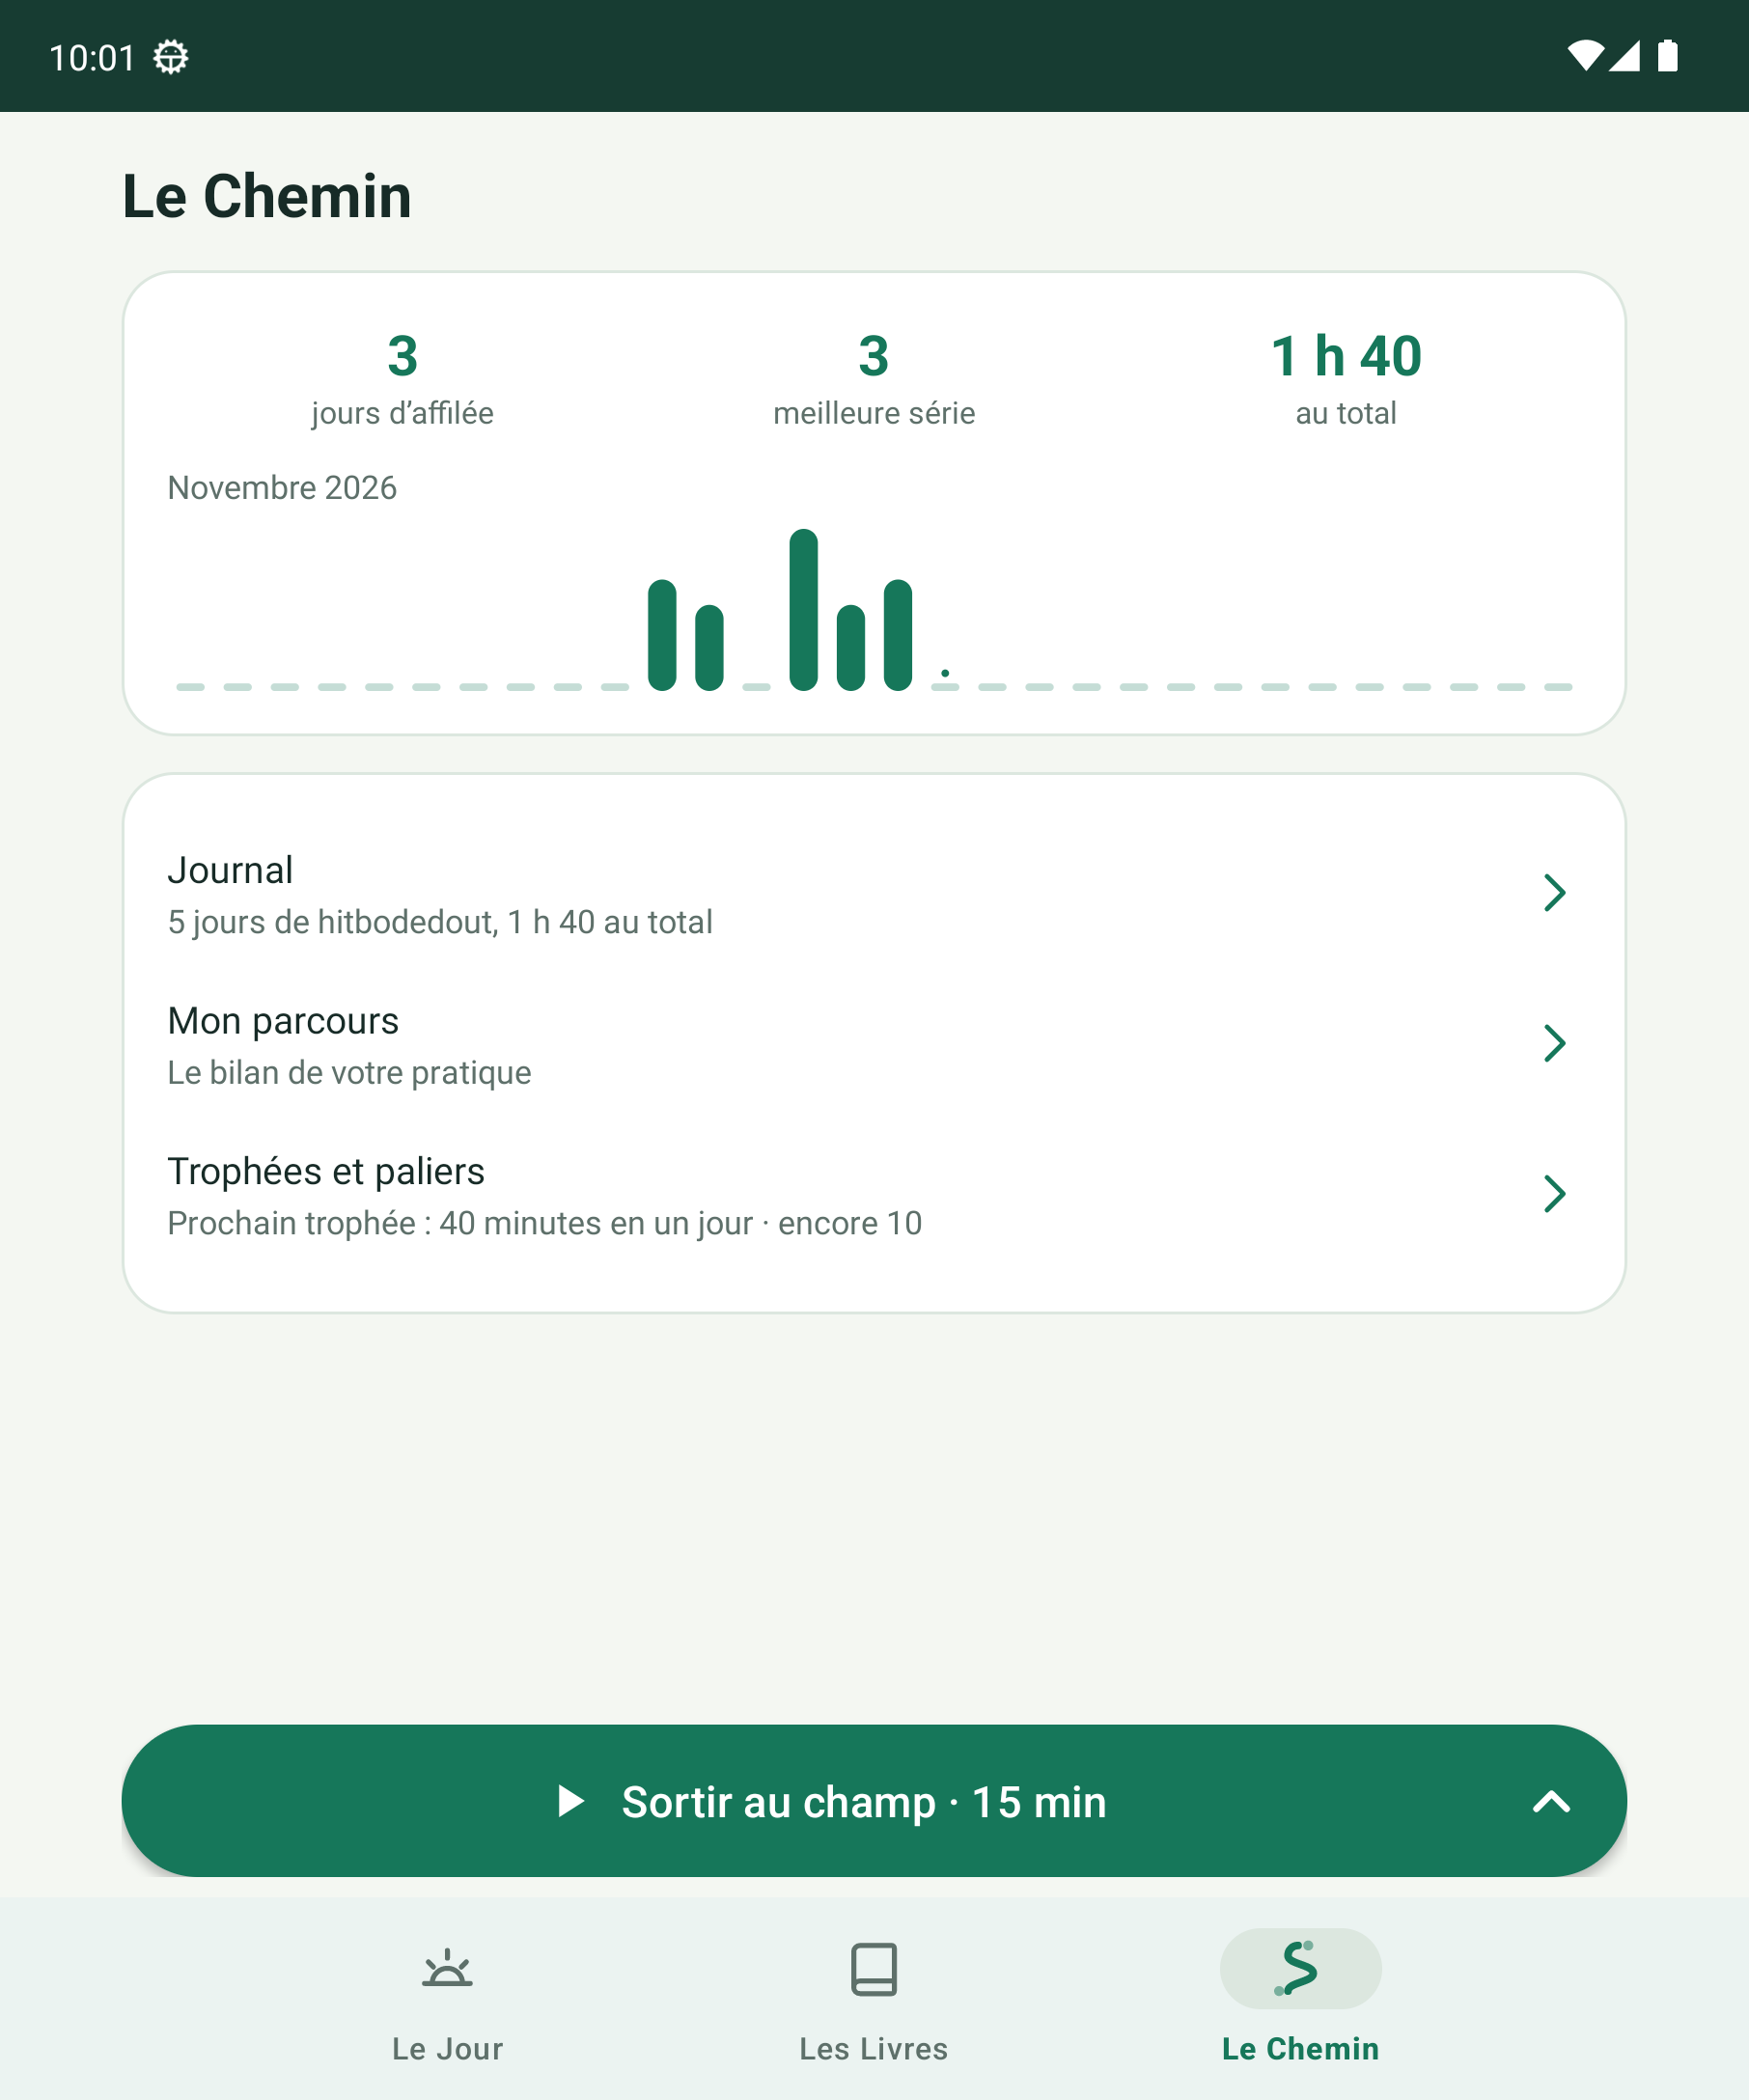 10:01
Le Chemin
3
jours d’affilée
3
meilleure série
1 h 40
au total
Novembre 2026
Journal
5 jours de hitbodedout, 1 h 40 au total
Mon parcours
Le bilan de votre pratique
Trophées et paliers
Prochain trophée : 40 minutes en un jour · encore 10
Sortir au champ · 15 min
Le Jour
Les Livres
Le Chemin